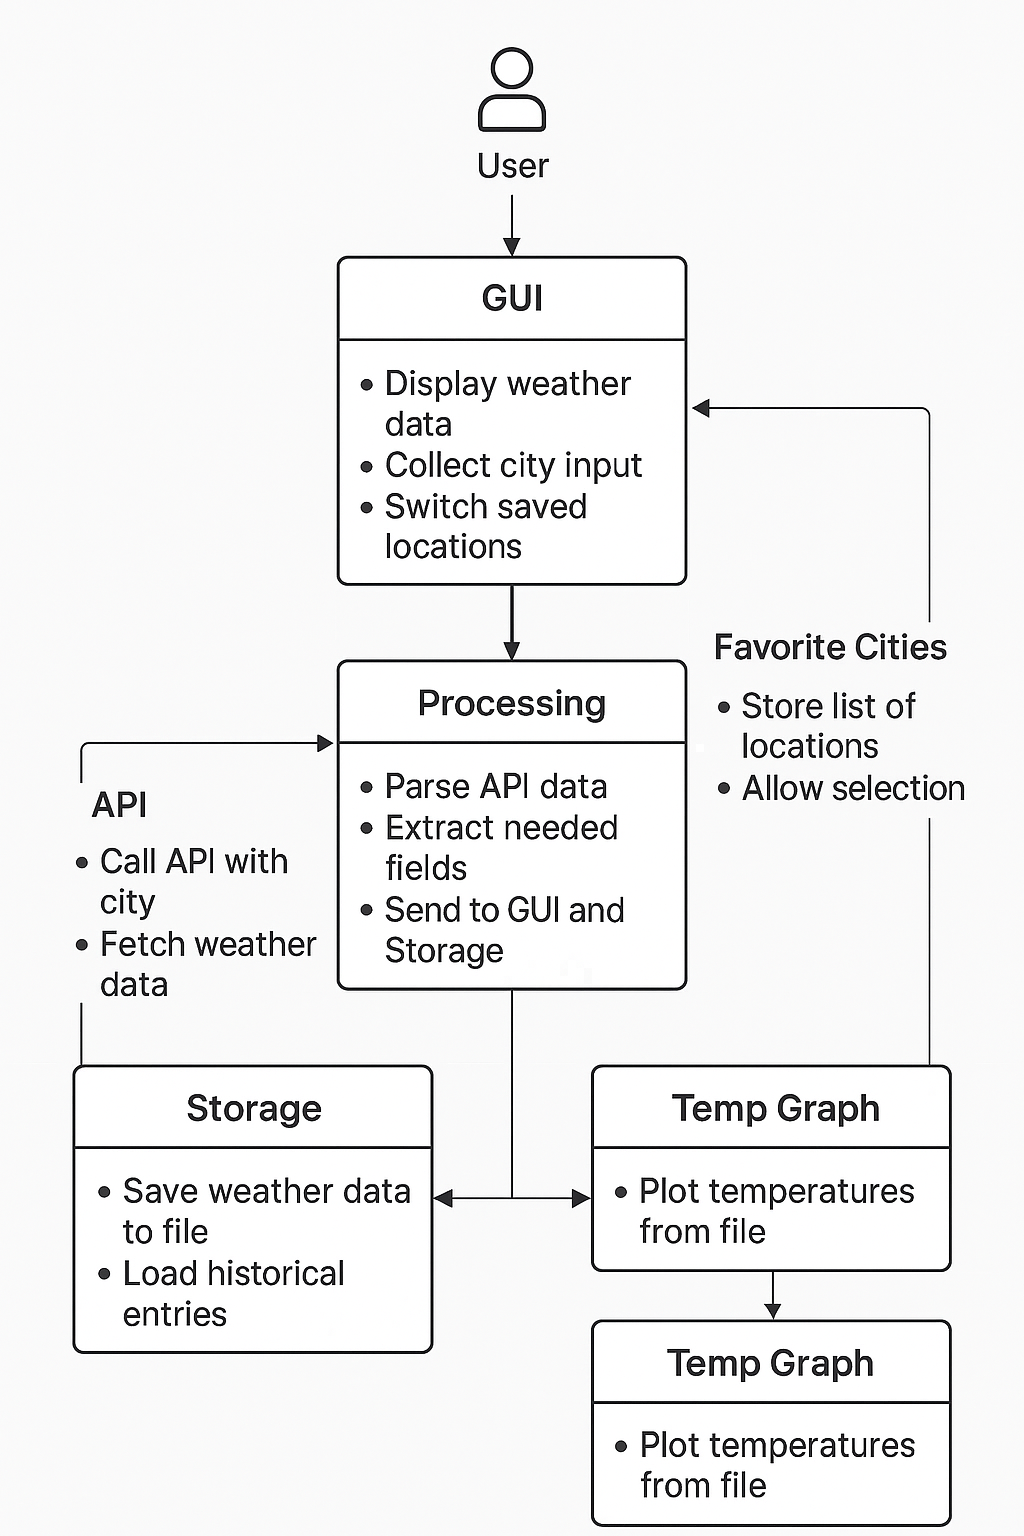 User
GUI
• Display weather
data
• Collect city input
• Switch saved
locations
Processing
• Parse API data
• Extract needed
fields
• Send to GUI and
Storage
Favorite Cities
• Store list of
locations
• Allow selection
API
• Call API with
city
• Fetch weather
data
Storage
• Save weather data
to file
• Load historical
entries
Temp Graph
• Plot temperatures
from file
Temp Graph
• Plot temperatures
from file